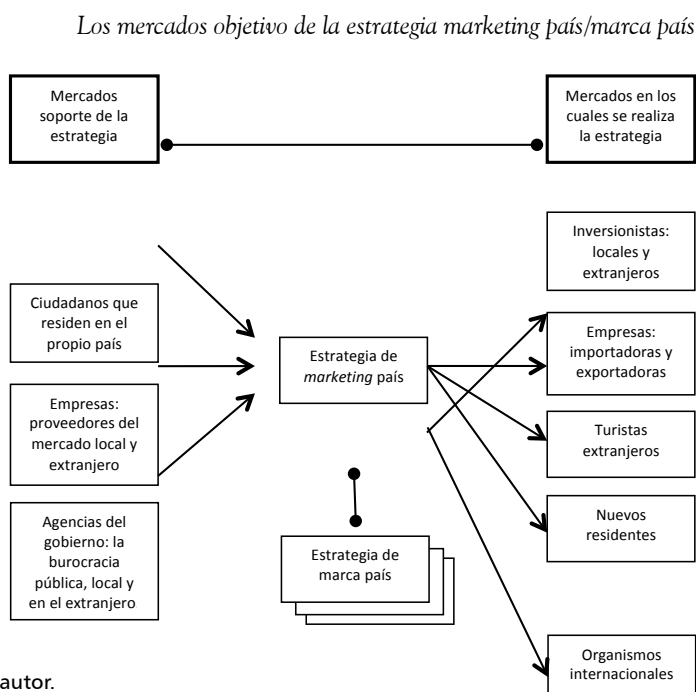 Los mercados objetivo de la estrategia marketing país/marca país
Mercados
soporte de la
estrategia
Mercados en los
cuales se realiza
la estrategia
Ciudadanos que
residen en el
propio país
Empresas:
proveedores del
mercado local y
extranjero
Agencias del
gobierno: la
burocracia
pública, local y
en el extranjero
Estrategia de
marketing país
Estrategia de
marca país
Inversionistas:
locales y
extranjeros
Empresas:
importadoras y
exportadoras
Turistas
extranjeros
Nuevos
residentes
Organismos
internacionales
autor.